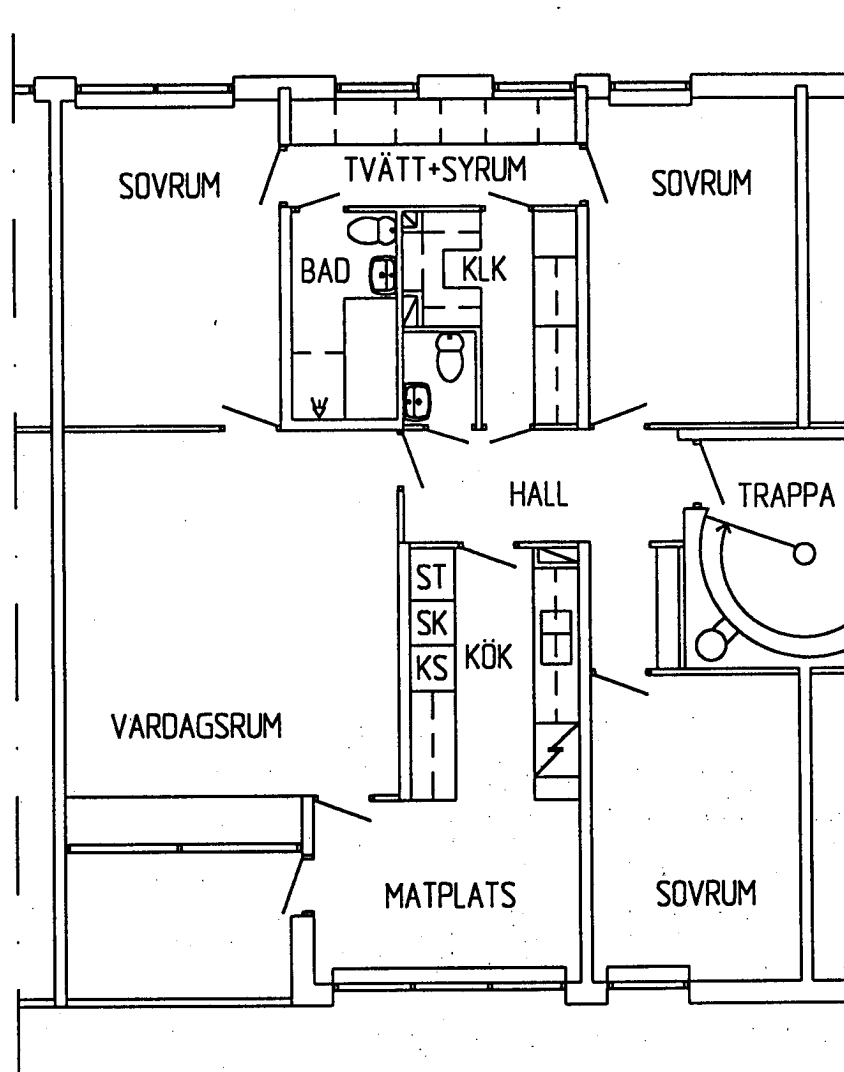 TVÄTT+SYRUM
SOVRUM
SOVRUM
BAD
KLK
HALL
TRAPPA
ST
SK
KS
KÖK
VARDAGSRUM
MATPLATS
SOVRUM